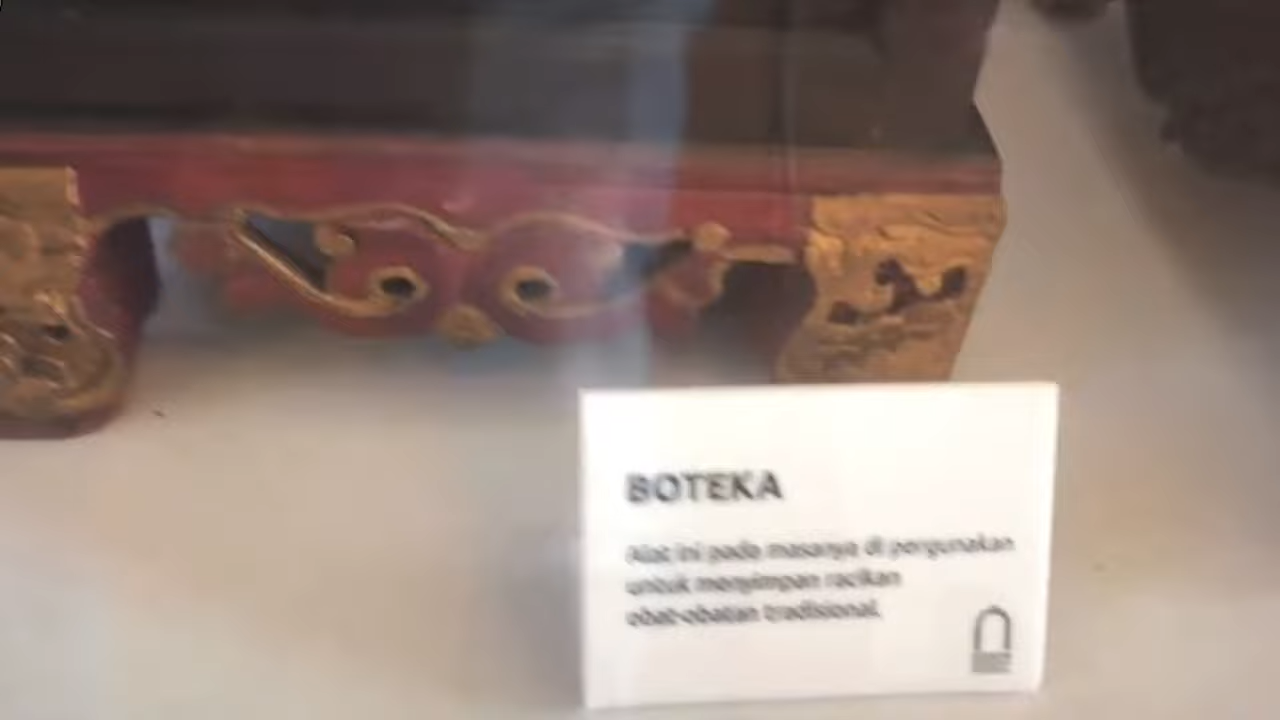 BOTEKA
Alat ini pada masanya di pergunakan
untuk menyimpan racikan
obat-obatan tradisional.